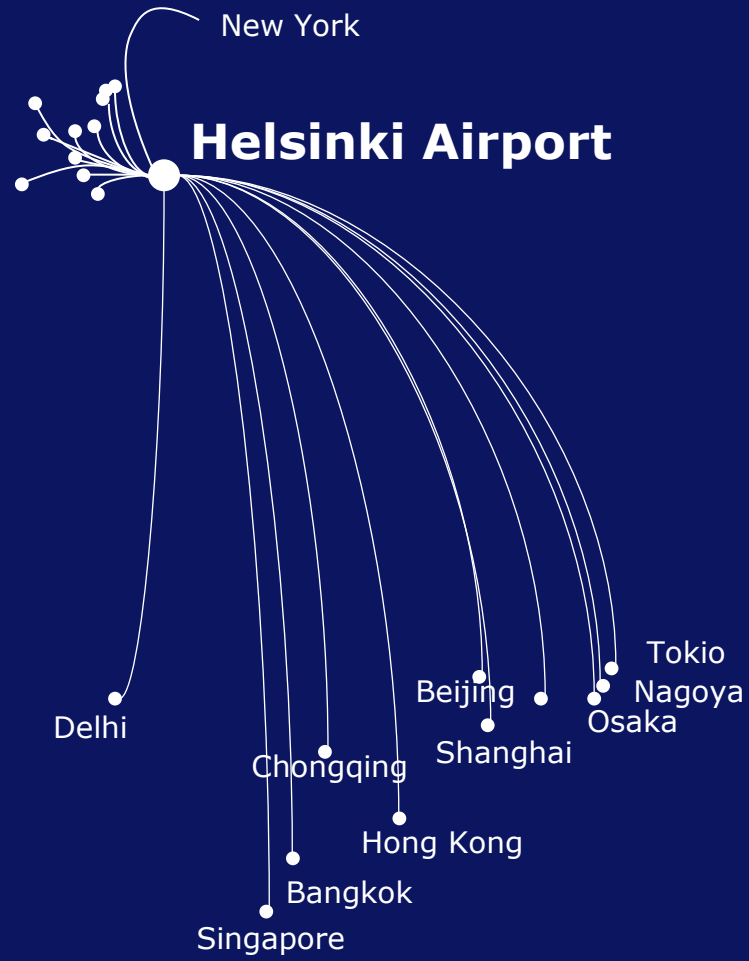 New York
Helsinki Airport
Tokio
Beijing
Nagoya
Osaka
Delhi
Shanghai
Chongqing
Hong Kong
Bangkok
Singapore